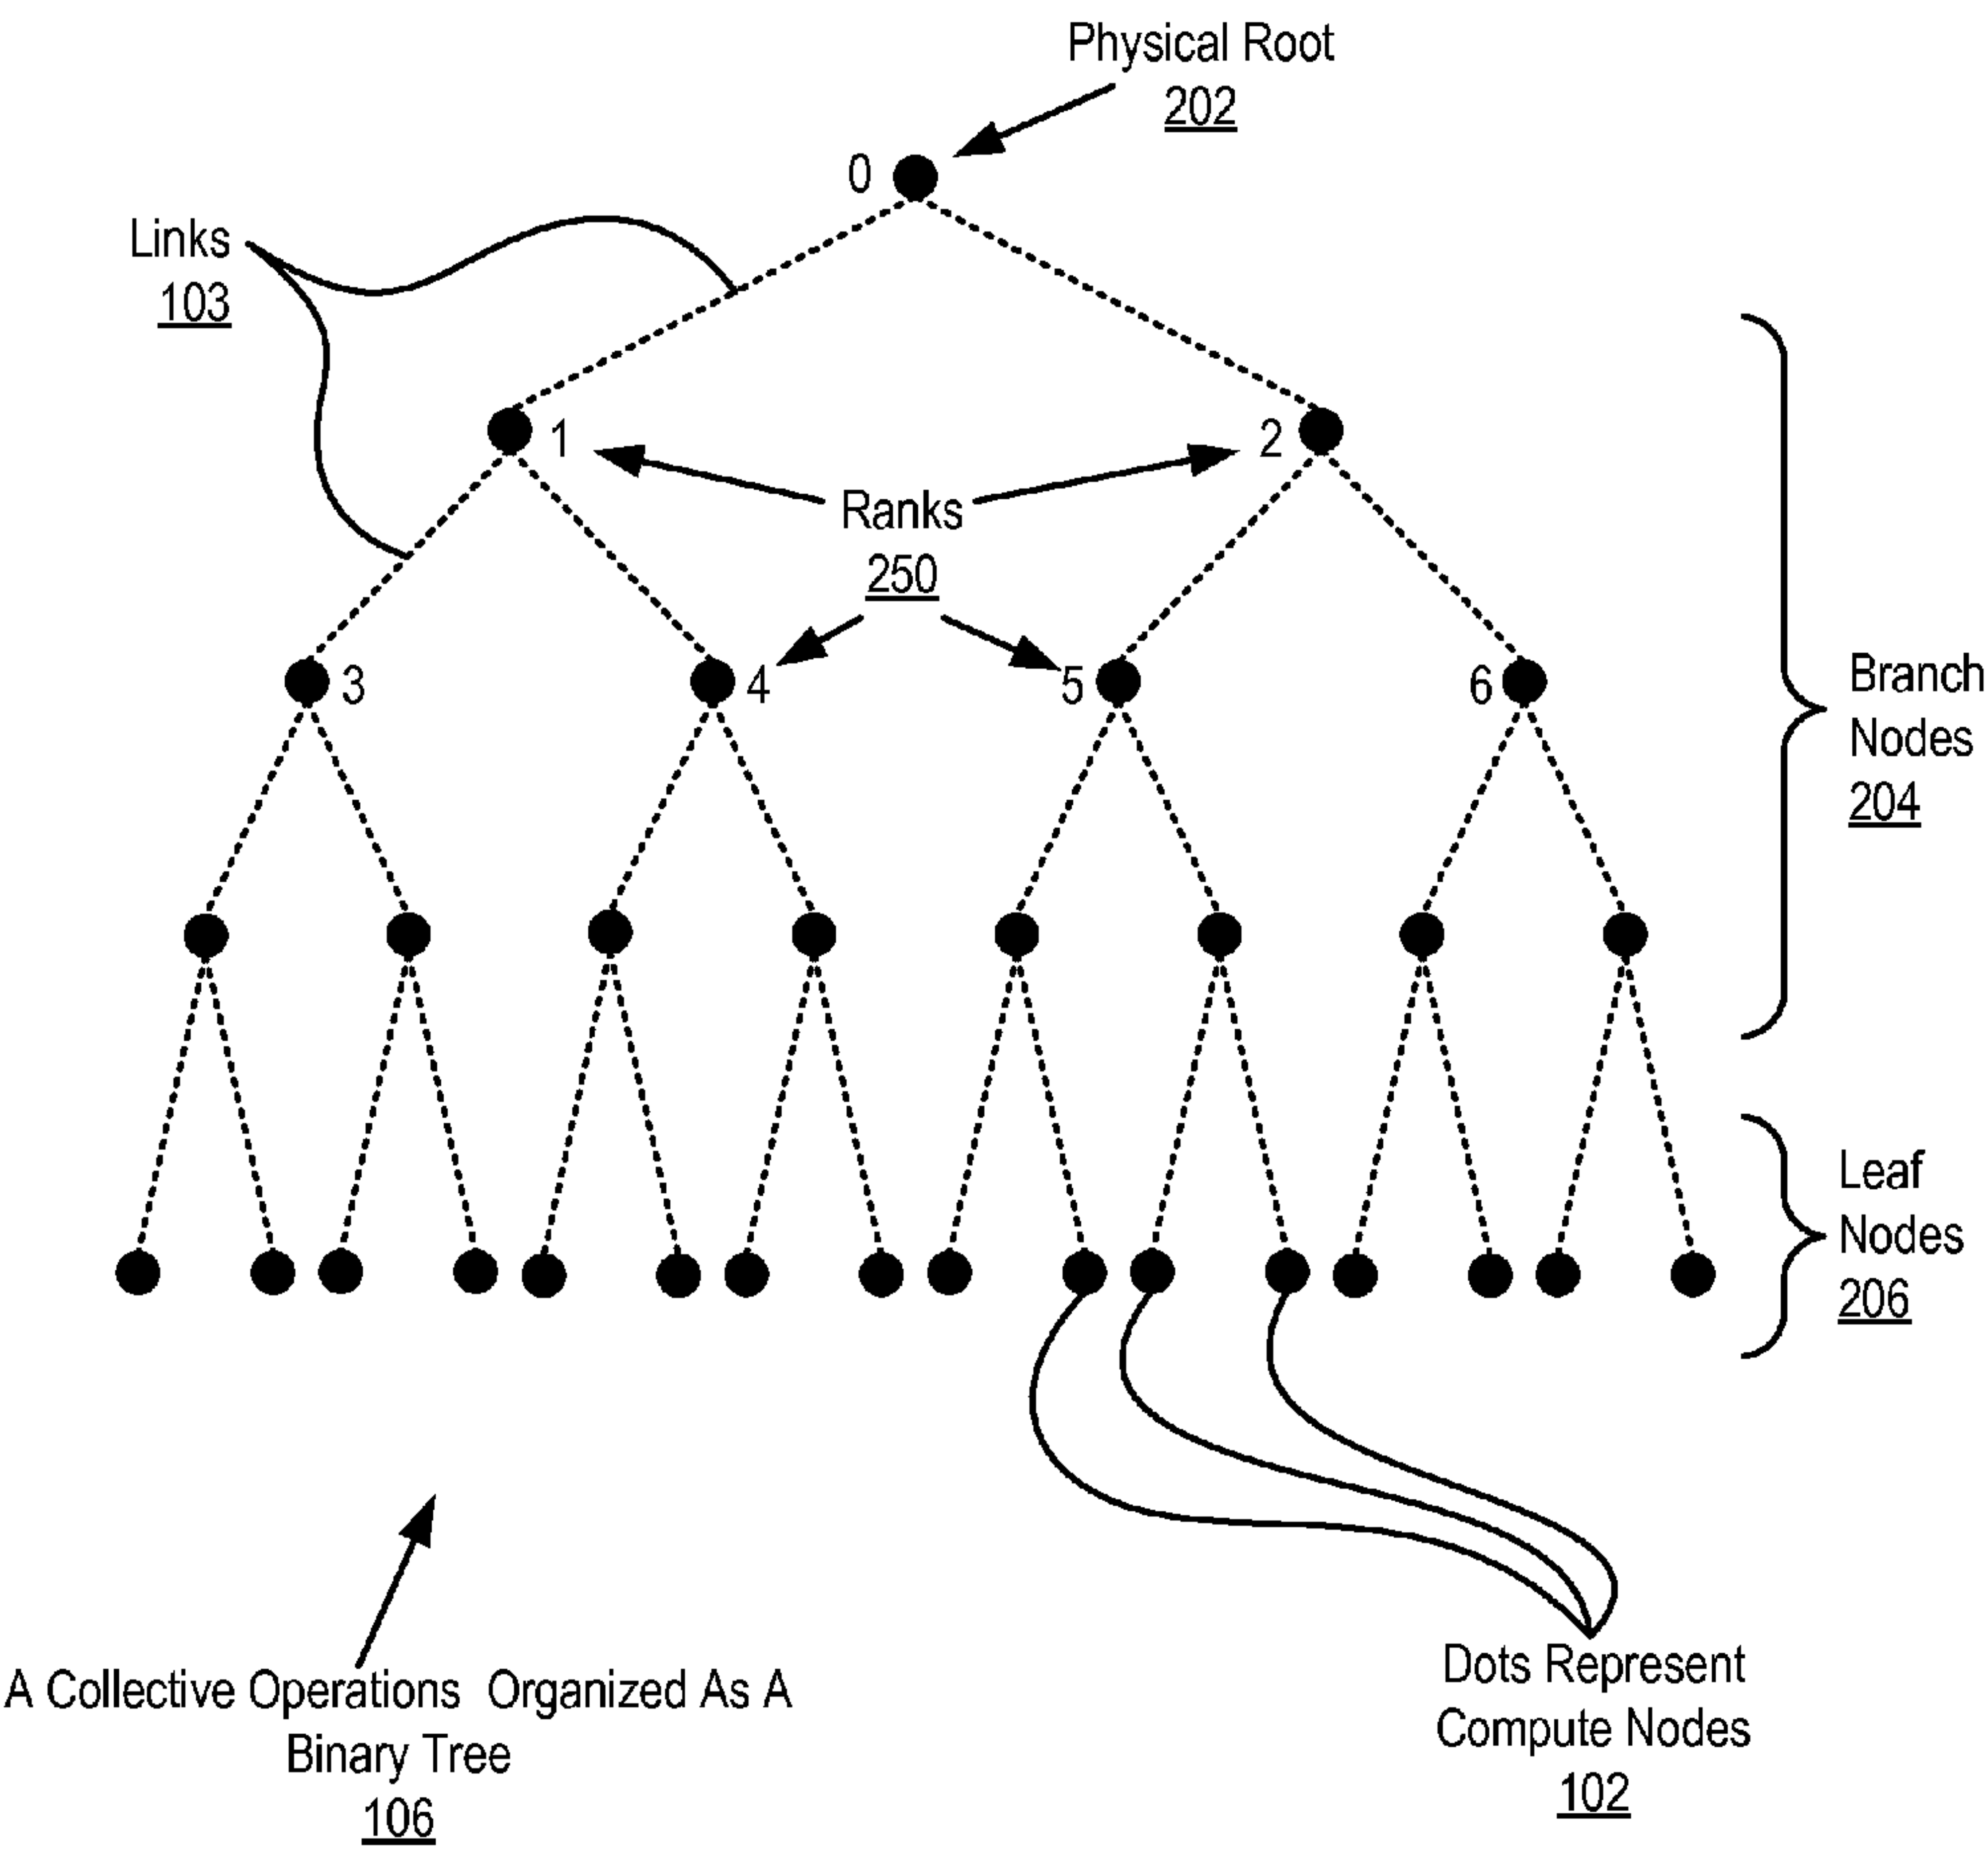 Physical Root
202
0
Links
103
1
2
Ranks
250
3
4
5
6
Branch
Nodes
204
Leaf
Nodes
206
A Collective Operations Organized As A
Binary Tree
106
Dots Represent
Compute Nodes
102